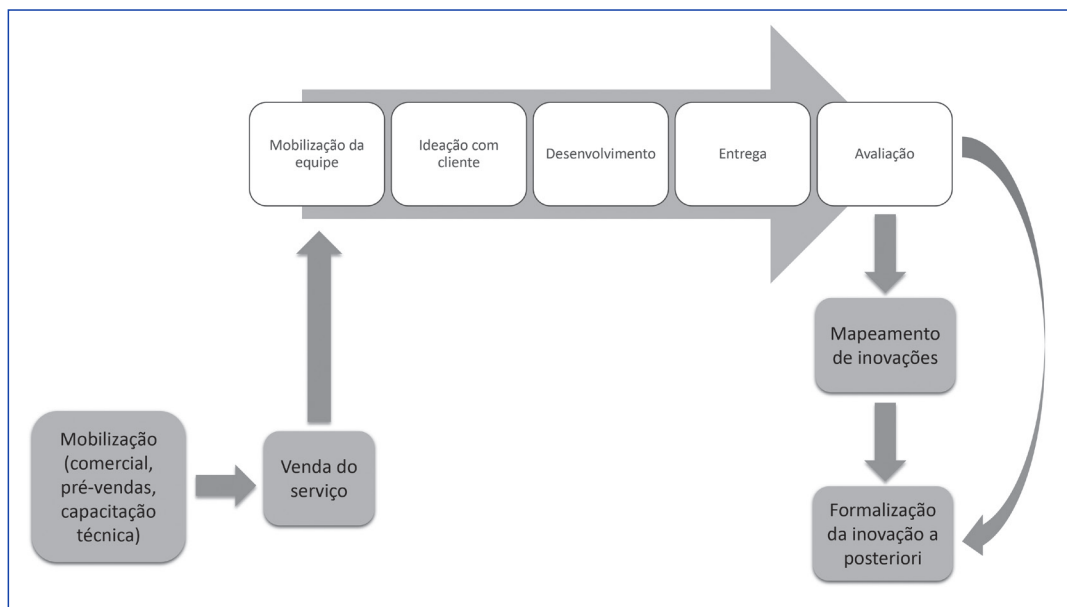 Mobilização da
equipe
Ideação com
cliente
Desenvolvimento
Entrega
Avaliação
Mapeamento
de inovações
Mobilização
(comercial,
pré-vendas,
capacitação
técnica)
Venda do
serviço
Formalização
da inovação a
posteriori